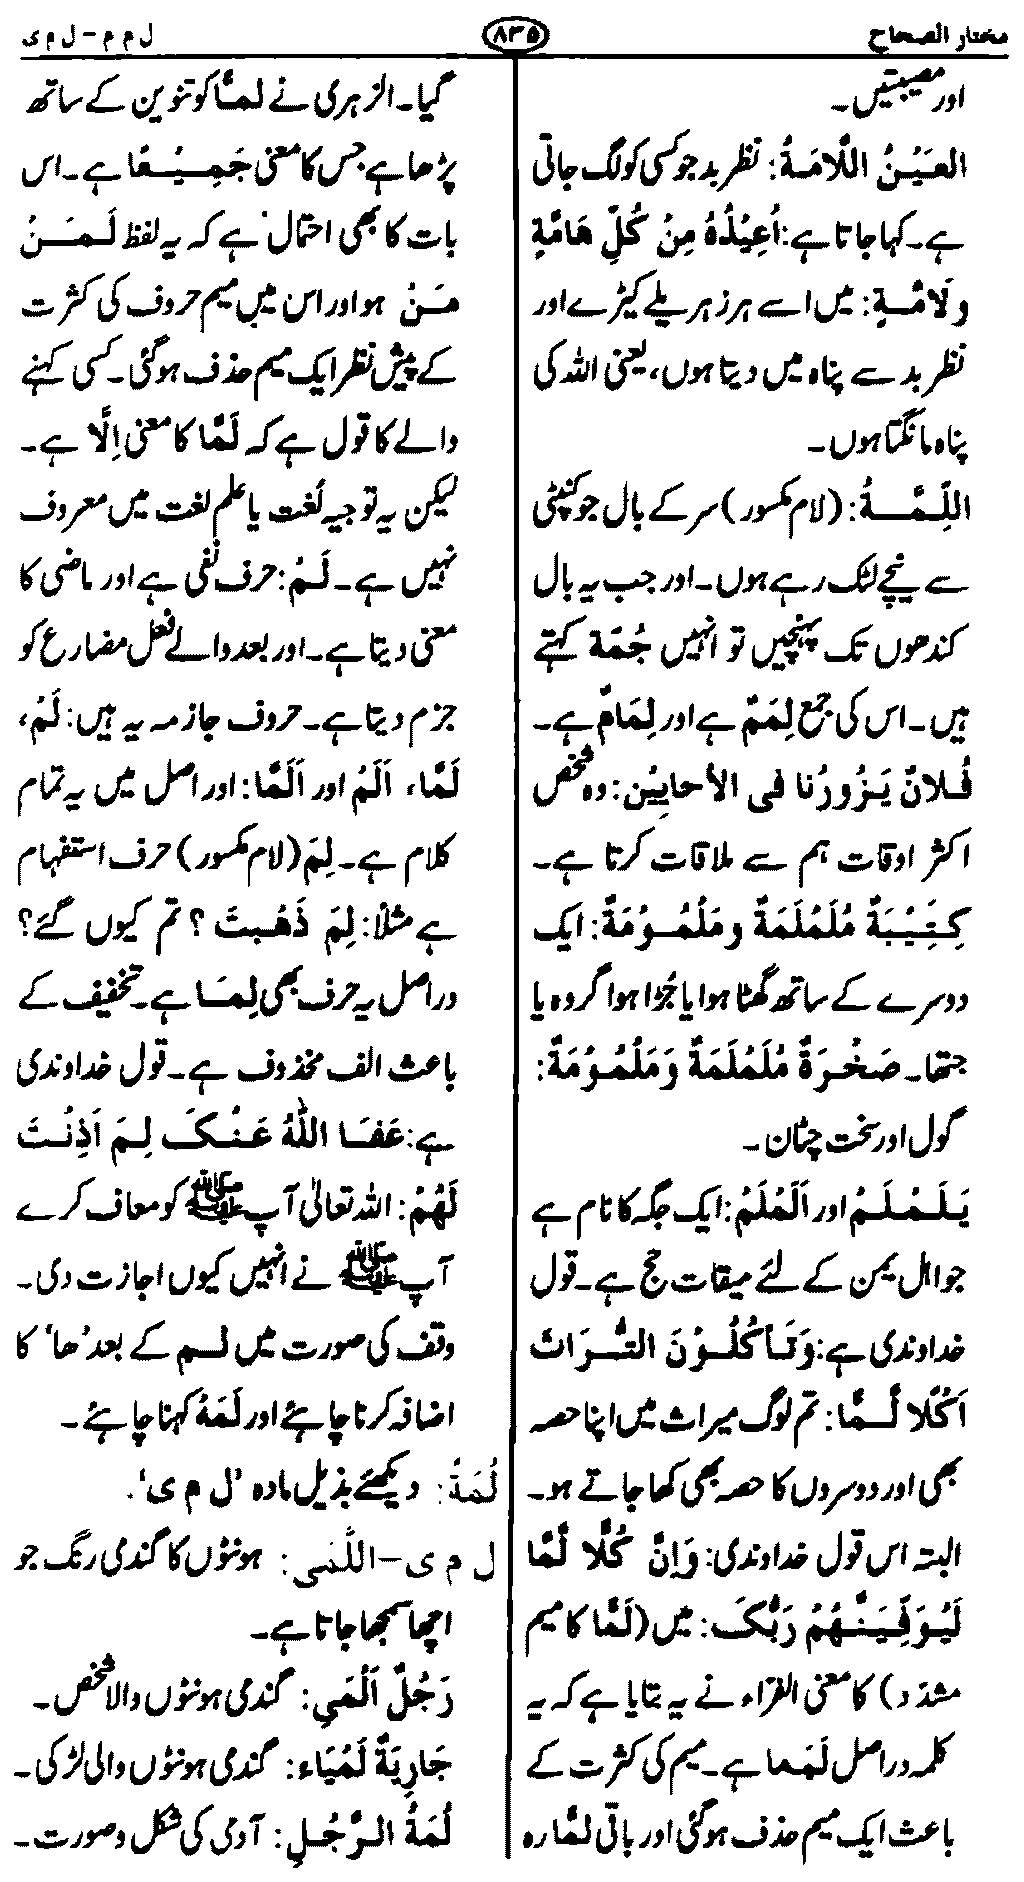 مختار الصحاح
۸۳۵
ل م م – ل م ی
اور مصیبتیں۔
العَيْنُ اللَّامَةُ: نظر بد جو کسی کو لگ جاتی
ہے۔ کہا جاتا ہے: اُعِيْذُهُ مِنْ كُلِّ هَامَّةٍ
ولَامَّةٍ: میں اسے ہر زہریلے کیڑے اور
نظر بد سے پناہ میں دیتا ہوں، یعنی اللہ کی
پناہ مانگتا ہوں۔
اللِّمَّةُ: (لام مکسور) سر کے بال جو کنپٹی
سے نیچے لٹک رہے ہوں۔ اور جب یہ بال
کندھوں تک پہنچیں تو انہیں جُمَّة کہتے
ہیں۔ اس کی جمع لِمَمٌ ہے اور لِمَامٌ ہے۔
فُلانٌ يَزُورُنا في الأحايين: وہ شخص
اکثر اوقات ہم سے ملاقات کرتا ہے۔
كَتِيْبَةٌ مُلَمْلَمَةٌ ومَلْمُوْمَةٌ: ایک
دوسرے کے ساتھ گھٹا ہوا یا جُڑا ہوا گروہ یا
جتھا۔ صَخْرَةٌ مُلَمْلَمَةٌ وَمَلْمُوْمَةٌ:
گول اور سخت چٹان۔
يَلَمْلَمُ اور اَلَمْلَمُ: ایک جگہ کا نام ہے
جو اہل یمن کے لئے میقات حج ہے۔ قول
خداوندی ہے: وَتَأكُلُوْنَ التُّرَاثَ
اَكْلًا لَّمًّا: تم لوگ میراث میں اپنا حصہ
بھی اور دوسروں کا حصہ بھی کھا جاتے ہو۔
البتہ اس قول خداوندی: وَاِنَّ كُلًّا لَّمَّا
لَيُوَفِّيَنَّهُمْ رَبُّكَ: میں (لَمَّا کا میم
مشدّد) کا معنی الفرّاء نے یہ بتایا ہے کہ یہ
کلمہ دراصل لَمَمَا ہے۔ میم کی کثرت کے
باعث ایک میم حذف ہو گئی اور باقی لمَّا رہ
گیا۔ الزہری نے لمَّا کو تنوین کے ساتھ
پڑھا ہے جس کا معنی جَمِيْعًا ہے۔ اس
بات کا بھی احتمال ہے کہ یہ لفظ لَمَنْ
مَنْ ہو اور اس میں میم حروف کی کثرت
کے پیش نظر ایک میم حذف ہو گئی۔ کسی کہنے
والے کا قول ہے کہ لَمَّا کا معنی اِلَّا ہے۔
لیکن یہ توجیہ لُغت یا علم لغت میں معروف
نہیں ہے۔ لَمْ: حرف نفی ہے اور ماضی کا
معنی دیتا ہے۔ اور بعد والے فعل مضارع کو
جزم دیتا ہے۔ حروف جازمہ یہ ہیں: لَمْ،
لَمَّا، اَلَمْ اور اَلَمَّا: اور اصل میں یہ تمام
کلام ہے۔ لِمَ (لام مکسور) حرف استفہام
ہے مثلاً: لِمَ ذَهْبتَ ؟ تم کیوں گئے؟
دراصل یہ حرف بھی لِمَا ہے۔ تخفیف کے
باعث الف مخذوف ہے۔ قول خداوندی
ہے: عَفَا اللّٰهُ عَنْكَ لِمَ اَذِنْتَ
لَهُمْ: اللہ تعالیٰ آپ ﷺ کو معاف کرے
آپ ﷺ نے انہیں کیوں اجازت دی۔
وقف کی صورت میں لم کے بعد ’ھا‘ کا
اضافہ کرنا چاہئے اور لَمَهْ کہنا چاہئے۔
لُمَةٌ: دیکھئے بذیل مادہ ’ل م ی‘.
ل م ی – اللَّمَى: ہونٹوں کا گندمی رنگ جو
اچھا سمجھا جاتا ہے۔
رَجُلٌ اَلْمَي: گندمی ہونٹوں والا شخص۔
جَارِيَةٌ لَمْيَاء: گندمی ہونٹوں والی لڑکی۔
لُمَةُ الرَّجُلِ: آدمی کی شکل وصورت۔